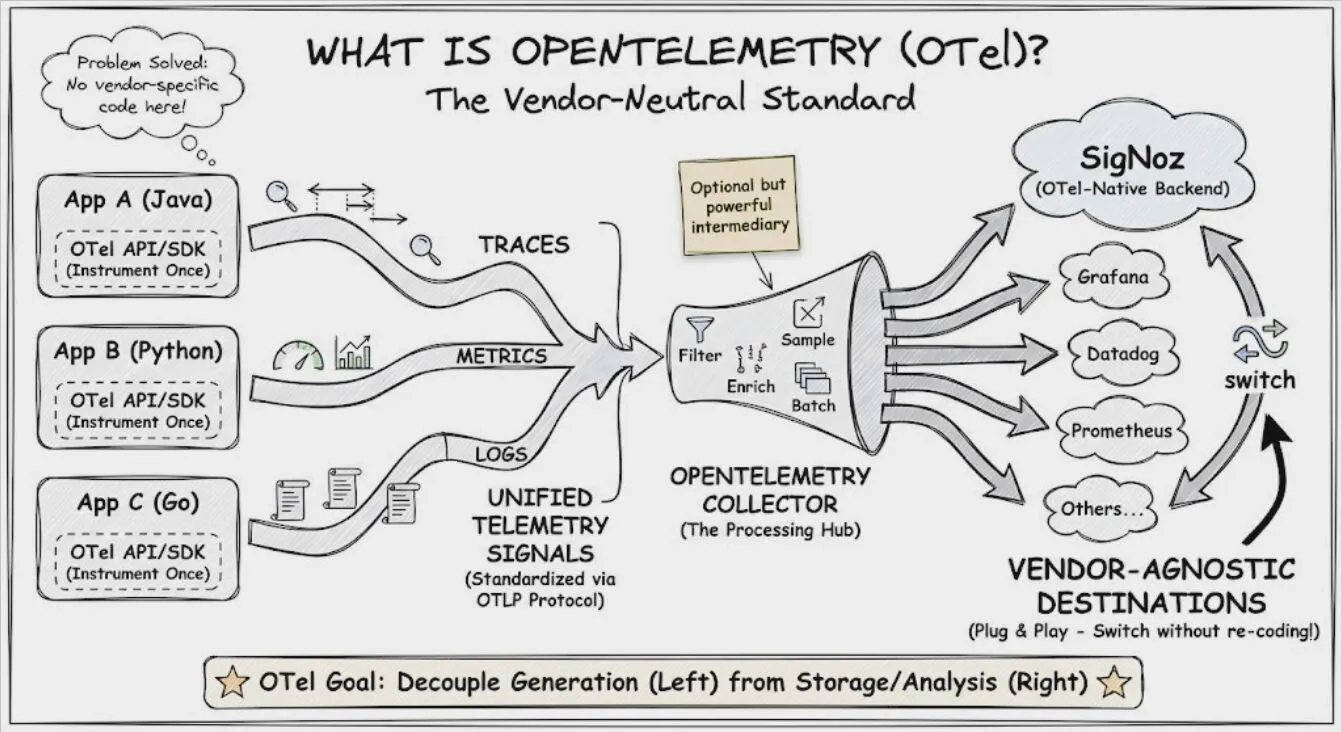 WHAT IS OPENTELEMETRY (OTel)?
The Vendor-Neutral Standard
Problem Solved:
No vendor-specific
code here!
App A (Java)
OTel API/SDK
(Instrument Once)
App B (Python)
OTel API/SDK
(Instrument Once)
App C (Go)
OTel API/SDK
(Instrument Once)
TRACES
METRICS
LOGS
UNIFIED
TELEMETRY
SIGNALS
(Standardized via
OTLP Protocol)
Optional but
powerful
intermediary
Filter
Sample
Enrich
Batch
OPENTELEMETRY
COLLECTOR
(The Processing Hub)
SigNoz
(OTel-Native Backend)
Grafana
Datadog
Prometheus
Others...
switch
VENDOR-AGNOSTIC
DESTINATIONS
(Plug & Play - Switch without re-coding!)
OTel Goal: Decouple Generation (Left) from Storage/Analysis (Right)